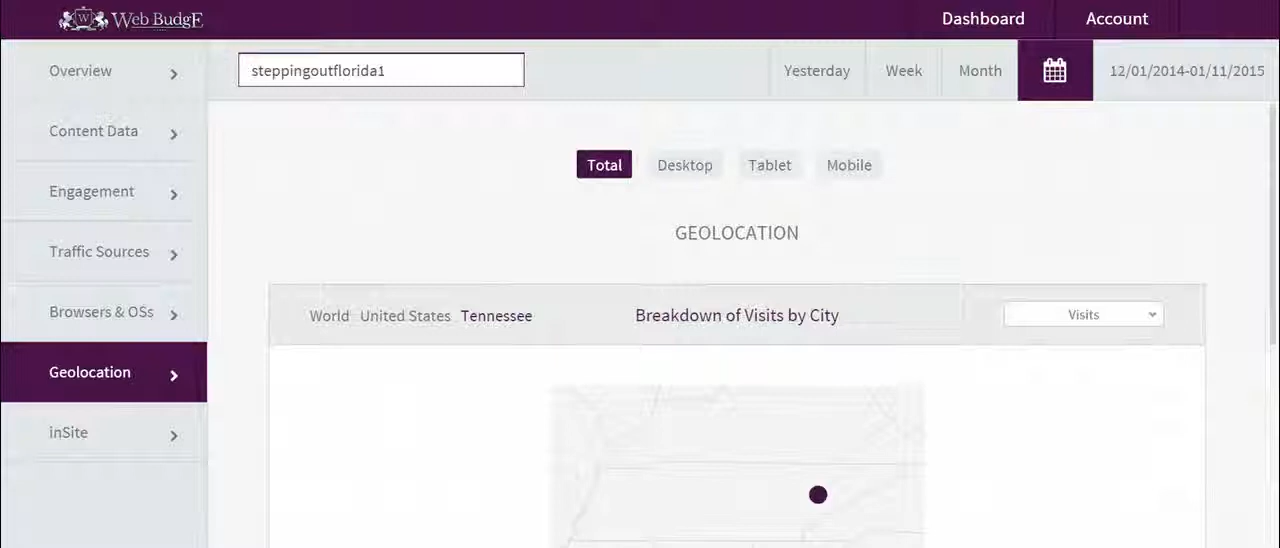 W Web BudgE
Dashboard Account
Overview
steppingoutflorida1
Yesterday Week Month 12/01/2014-01/11/2015
Content Data
Total Desktop Tablet Mobile
Engagement
GEOLOCATION
Traffic Sources
Browsers & OSs
World United States Tennessee Breakdown of Visits by City Visits
Geolocation
inSite